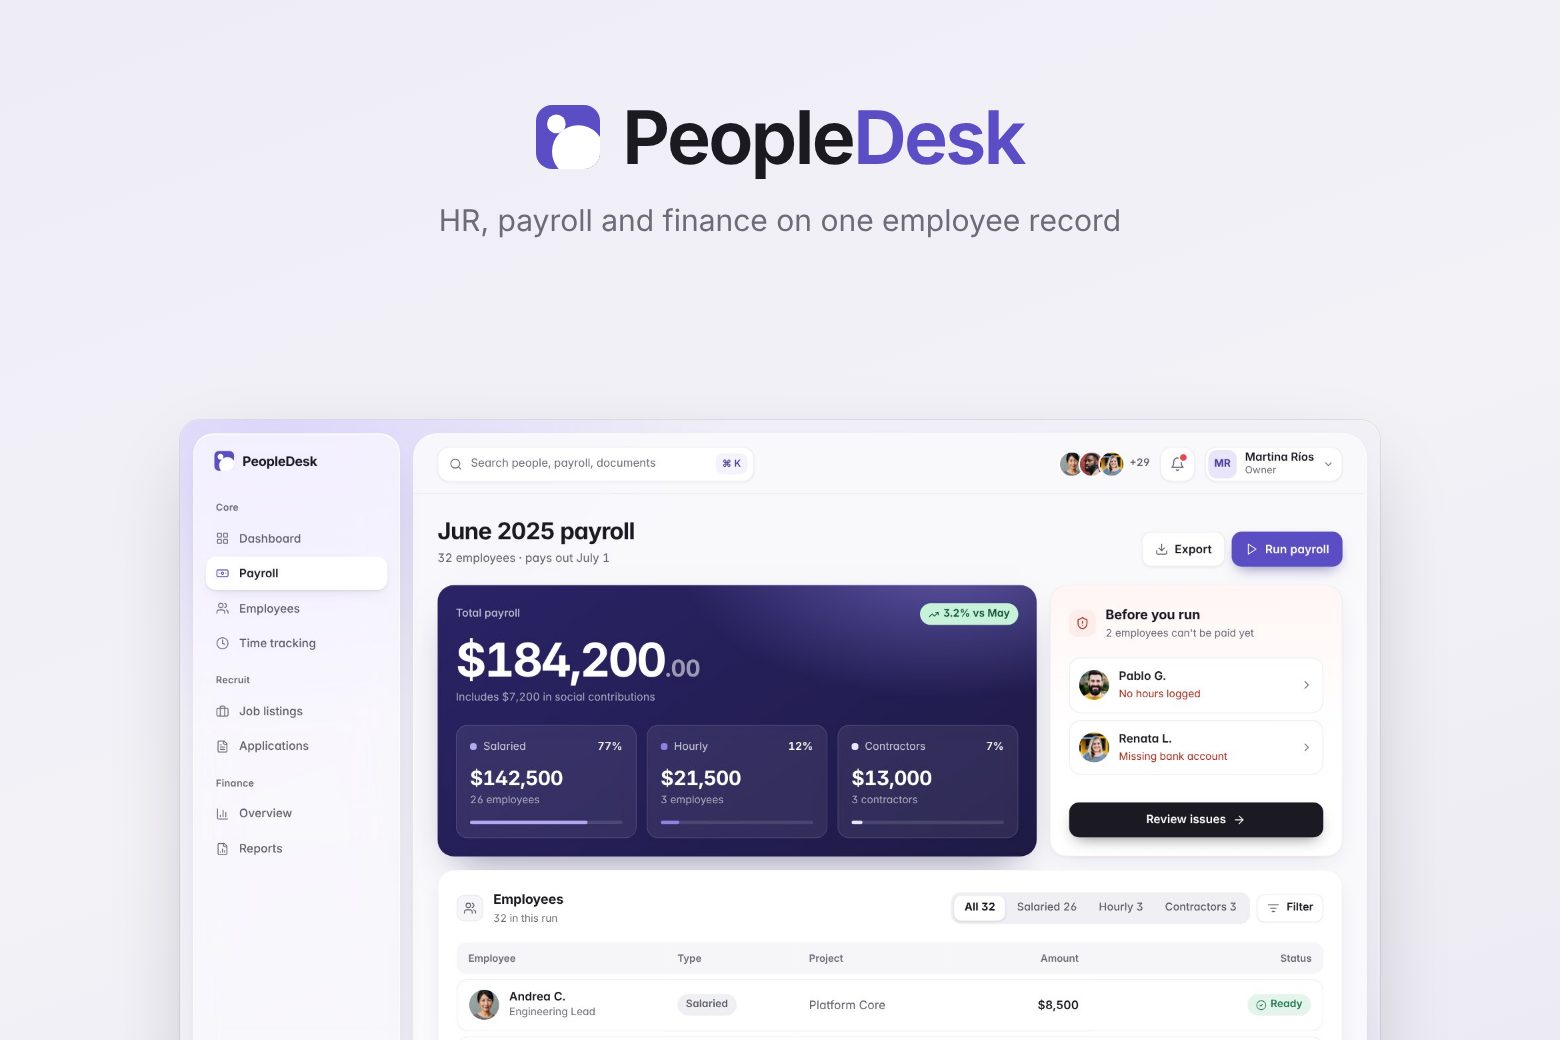 PeopleDesk
HR, payroll and finance on one employee record
PeopleDesk
Core
Dashboard
Payroll
Employees
Time tracking
Recruit
Job listings
Applications
Finance
Overview
Reports
Search people, payroll, documents
⌘ K
+29
MR
Martina Ríos
Owner
June 2025 payroll
32 employees · pays out July 1
Export
Run payroll
Total payroll
3.2% vs May
$184,200.00
Includes $7,200 in social contributions
Salaried 77%
$142,500
26 employees
Hourly 12%
$21,500
3 employees
Contractors 7%
$13,000
3 contractors
Before you run
2 employees can't be paid yet
Pablo G.
No hours logged
Renata L.
Missing bank account
Review issues
Employees
32 in this run
All 32 Salaried 26 Hourly 3 Contractors 3
Filter
Employee Type Project Amount Status
Andrea C.
Engineering Lead
Salaried
Platform Core
$8,500
Ready